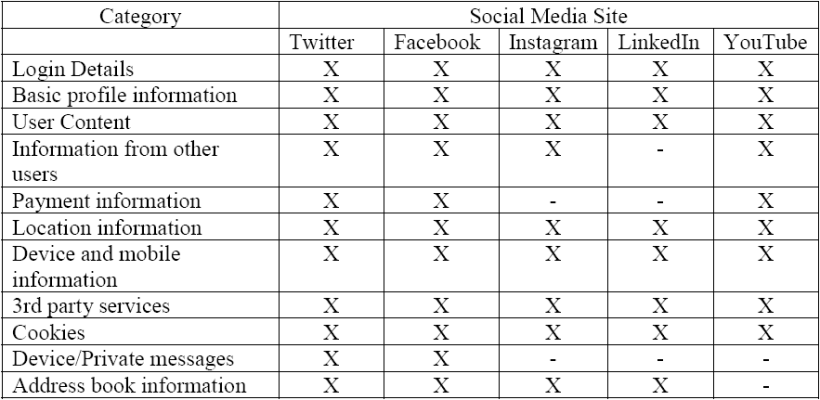 Category Social Media Site
Twitter Facebook Instagram LinkedIn YouTube
Login Details X X X X X
Basic profile information X X X X X
User Content X X X X X
Information from other X X X - X
users
Payment information X X - - X
Location information X X X X X
Device and mobile X X X X X
information
3rd party services X X X X X
Cookies X X X X X
Device/Private messages X X - - -
Address book information X X X X -